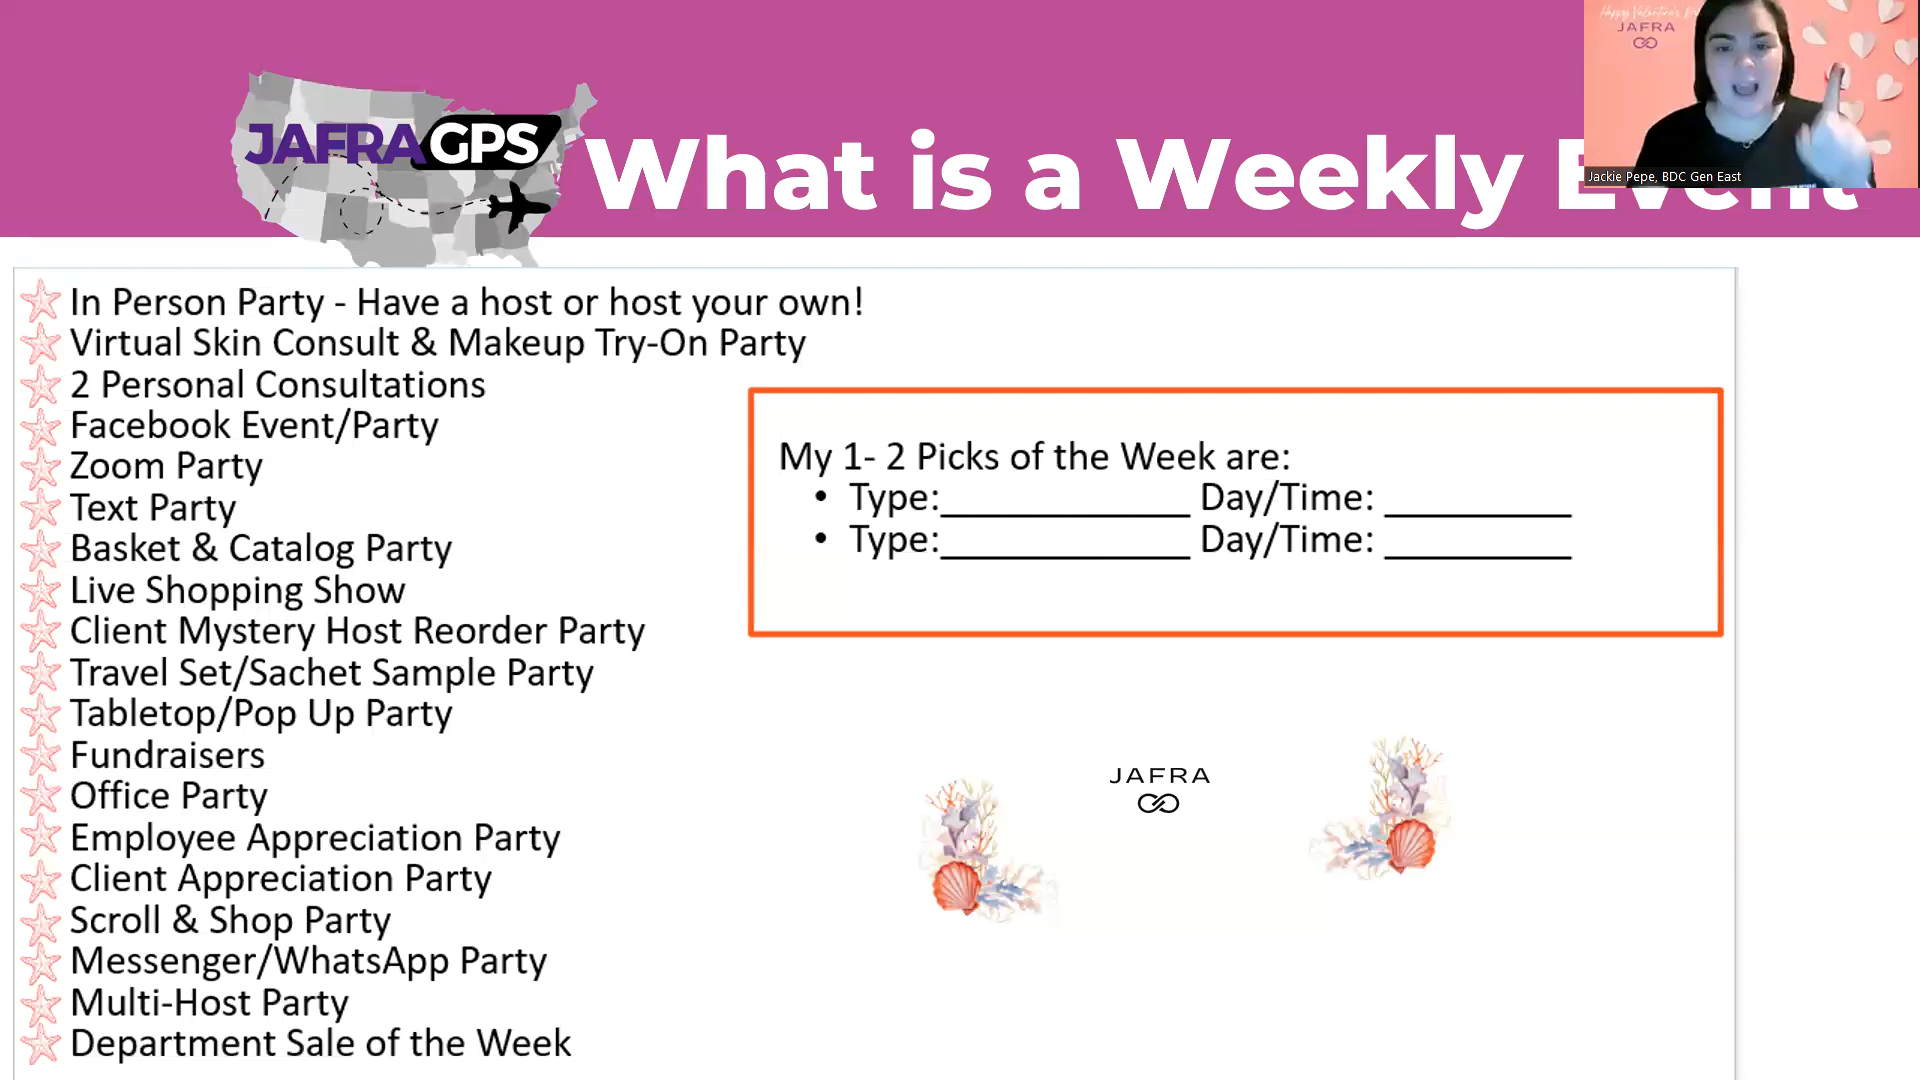 Happy Valentine's
JAFRA
JAFRA GPS
What is a Weekly Event
Jackie Pepe, BDC Gen East
In Person Party - Have a host or host your own!
Virtual Skin Consult & Makeup Try-On Party
2 Personal Consultations
Facebook Event/Party
Zoom Party
Text Party
Basket & Catalog Party
Live Shopping Show
Client Mystery Host Reorder Party
Travel Set/Sachet Sample Party
Tabletop/Pop Up Party
Fundraisers
Office Party
Employee Appreciation Party
Client Appreciation Party
Scroll & Shop Party
Messenger/WhatsApp Party
Multi-Host Party
Department Sale of the Week
My 1- 2 Picks of the Week are:
• Type:____________ Day/Time: _________
• Type:____________ Day/Time: _________
JAFRA